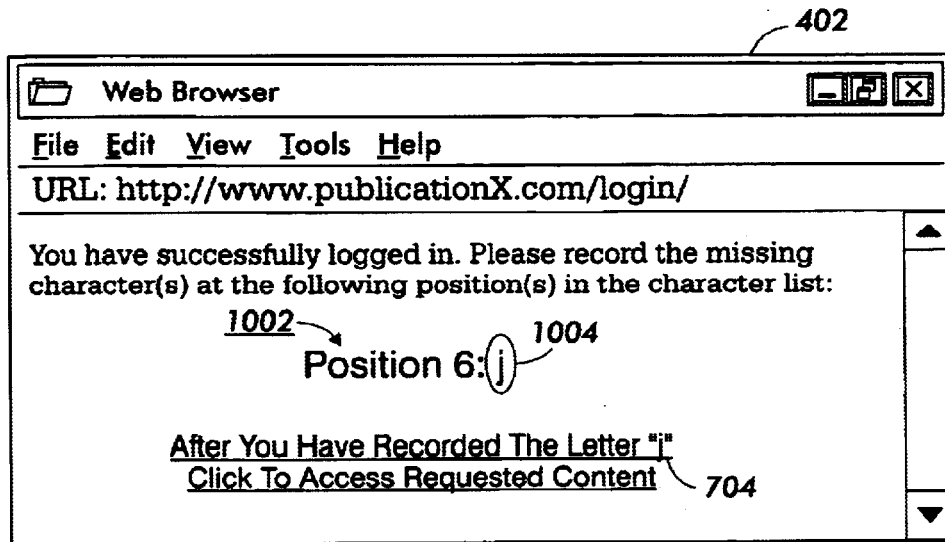 402
Web Browser
File Edit View Tools Help
URL: http://www.publicationX.com/login/
You have successfully logged in. Please record the missing
character(s) at the following position(s) in the character list:
1002
Position 6: j 1004
After You Have Recorded The Letter "j"
Click To Access Requested Content 704